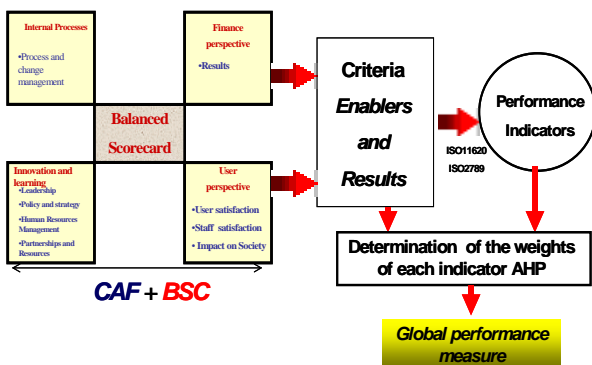 Internal Processes
•Process and
change
management
Finance
perspective
•Results
Balanced
Scorecard
Innovation and
learning
•Leadership
•Policy and strategy
•Human Resources
Management
•Partnerships and
Resources
User
perspective
•User satisfaction
•Staff satisfaction
• Impact on Society
CAF + BSC
Criteria
Enablers
and
Results
ISO11620
ISO2789
Performance
Indicators
Determination of the weights
of each indicator AHP
Global performance
measure